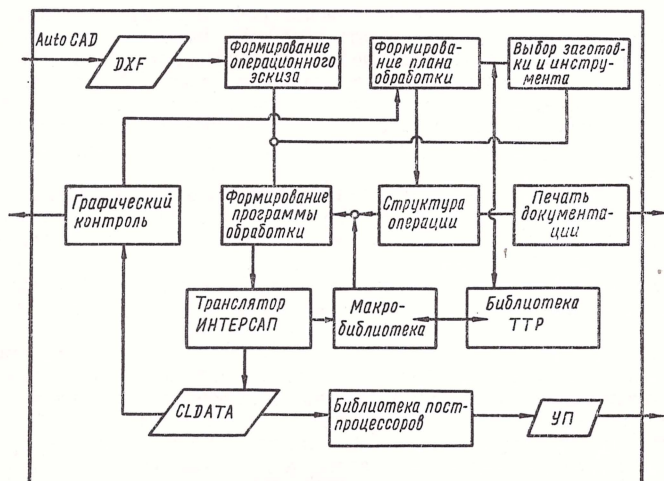 Auto CAD
DXF
Формирование
операционного
эскиза
Формирова-
ние плана
обработки
Выбор заготов-
ки и инстру-
мента
Графический
контроль
Формирование
программы
обработки
Структура
операции
Печать
документа-
ции
Транслятор
ИНТЕРСАП
Макро-
библиотека
Библиотека
ТТР
CLDATA
Библиотека пост-
процессоров
УП